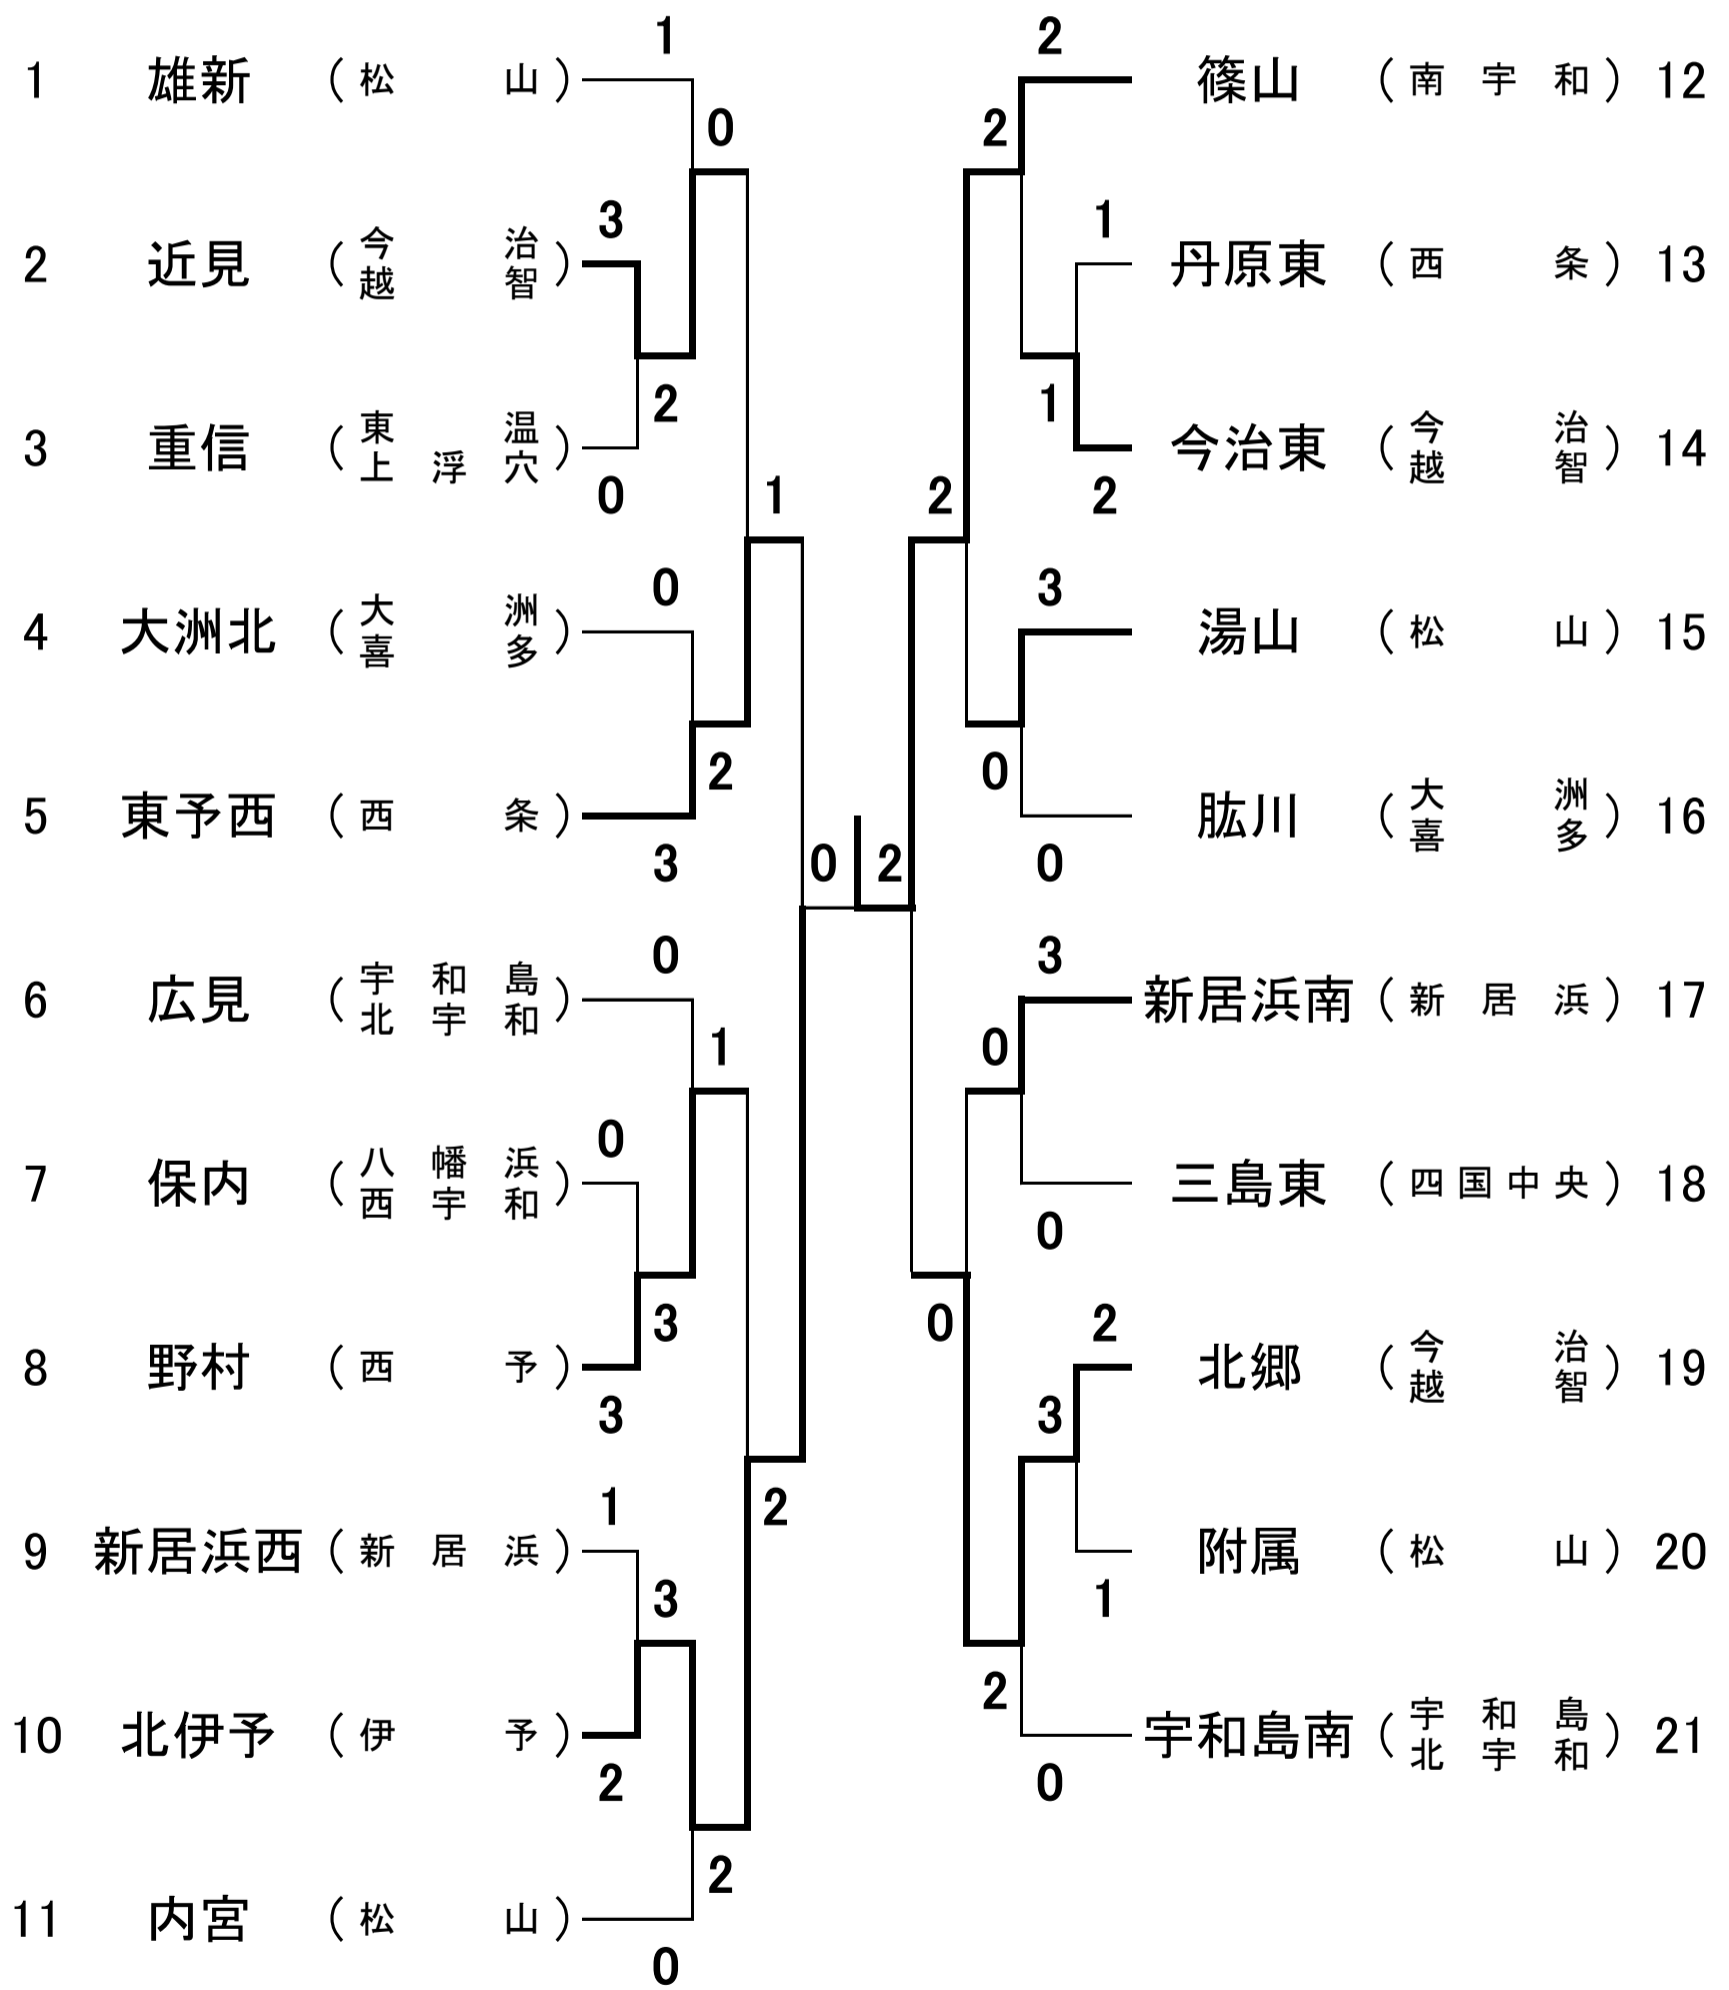 1 雄新 （松山） 1
0
2 近見 （今治越智） 3
2
3 重信 （東温上浮穴） 0
1
4 大洲北 （大洲喜多） 0
2
5 東予西 （西条） 3
0
6 広見 （宇和島北宇和） 0
1
7 保内 （八幡浜西宇和） 0
3
8 野村 （西予） 3
2
9 新居浜西 （新居浜） 1
3
10 北伊予 （伊予） 2
2
11 内宮 （松山） 0
2 篠山 （南宇和） 12
2
1 丹原東 （西条） 13
1
2 今治東 （今治越智） 14
2
3 湯山 （松山） 15
0
0 肱川 （大洲喜多） 16
2
3 新居浜南 （新居浜） 17
0
0 三島東 （四国中央） 18
0
2 北郷 （今治越智） 19
3
1 附属 （松山） 20
2
0 宇和島南 （宇和島北宇和） 21